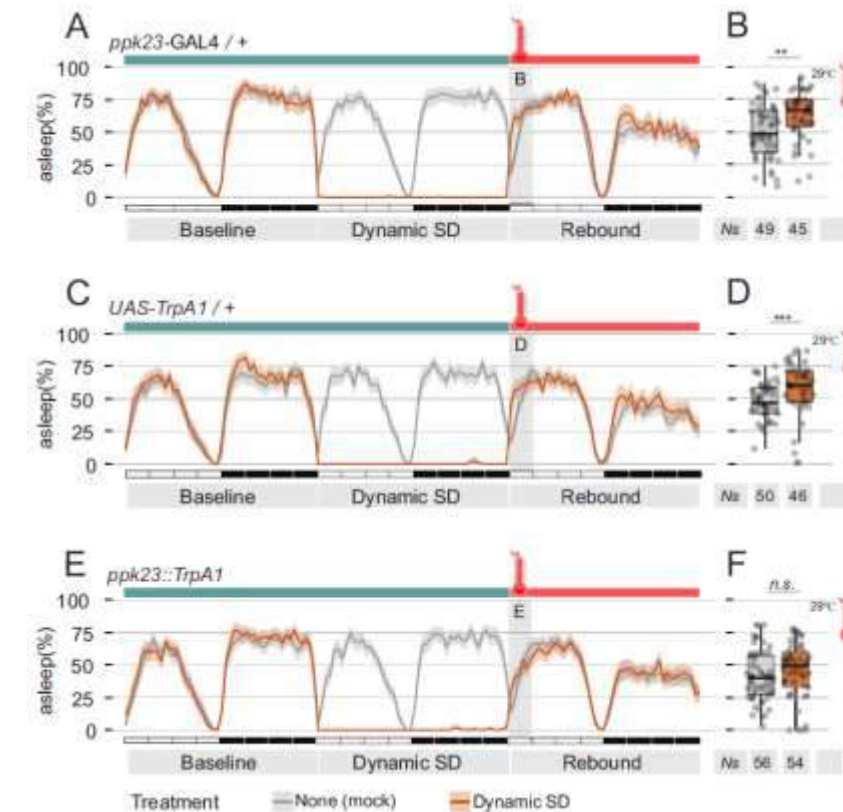 A
B
ppk23-GAL4 / +
**
29°C
100
75
50
25
0
asleep(%)
B
Baseline
Dynamic SD
Rebound
Ns 49 45
C
D
UAS-TrpA1 / +
***
29°C
100
75
50
25
0
asleep(%)
D
Baseline
Dynamic SD
Rebound
Ns 50 46
E
F
ppk23::TrpA1
n.s.
29°C
100
75
50
25
0
asleep(%)
E
Baseline
Dynamic SD
Rebound
Ns 56 54
Treatment None (mock) Dynamic SD